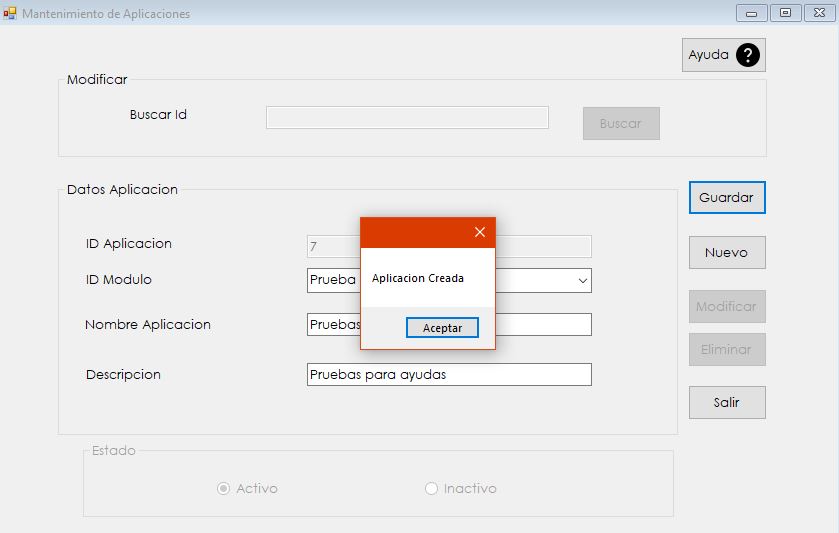 Mantenimiento de Aplicaciones
Ayuda ?
Modificar
Buscar Id
Buscar
Datos Aplicacion
Guardar
ID Aplicacion
7
Nuevo
ID Modulo
Prueba
Aplicacion Creada
Modificar
Nombre Aplicacion
Pruebas
Aceptar
Eliminar
Descripcion
Pruebas para ayudas
Salir
Estado
Activo
Inactivo